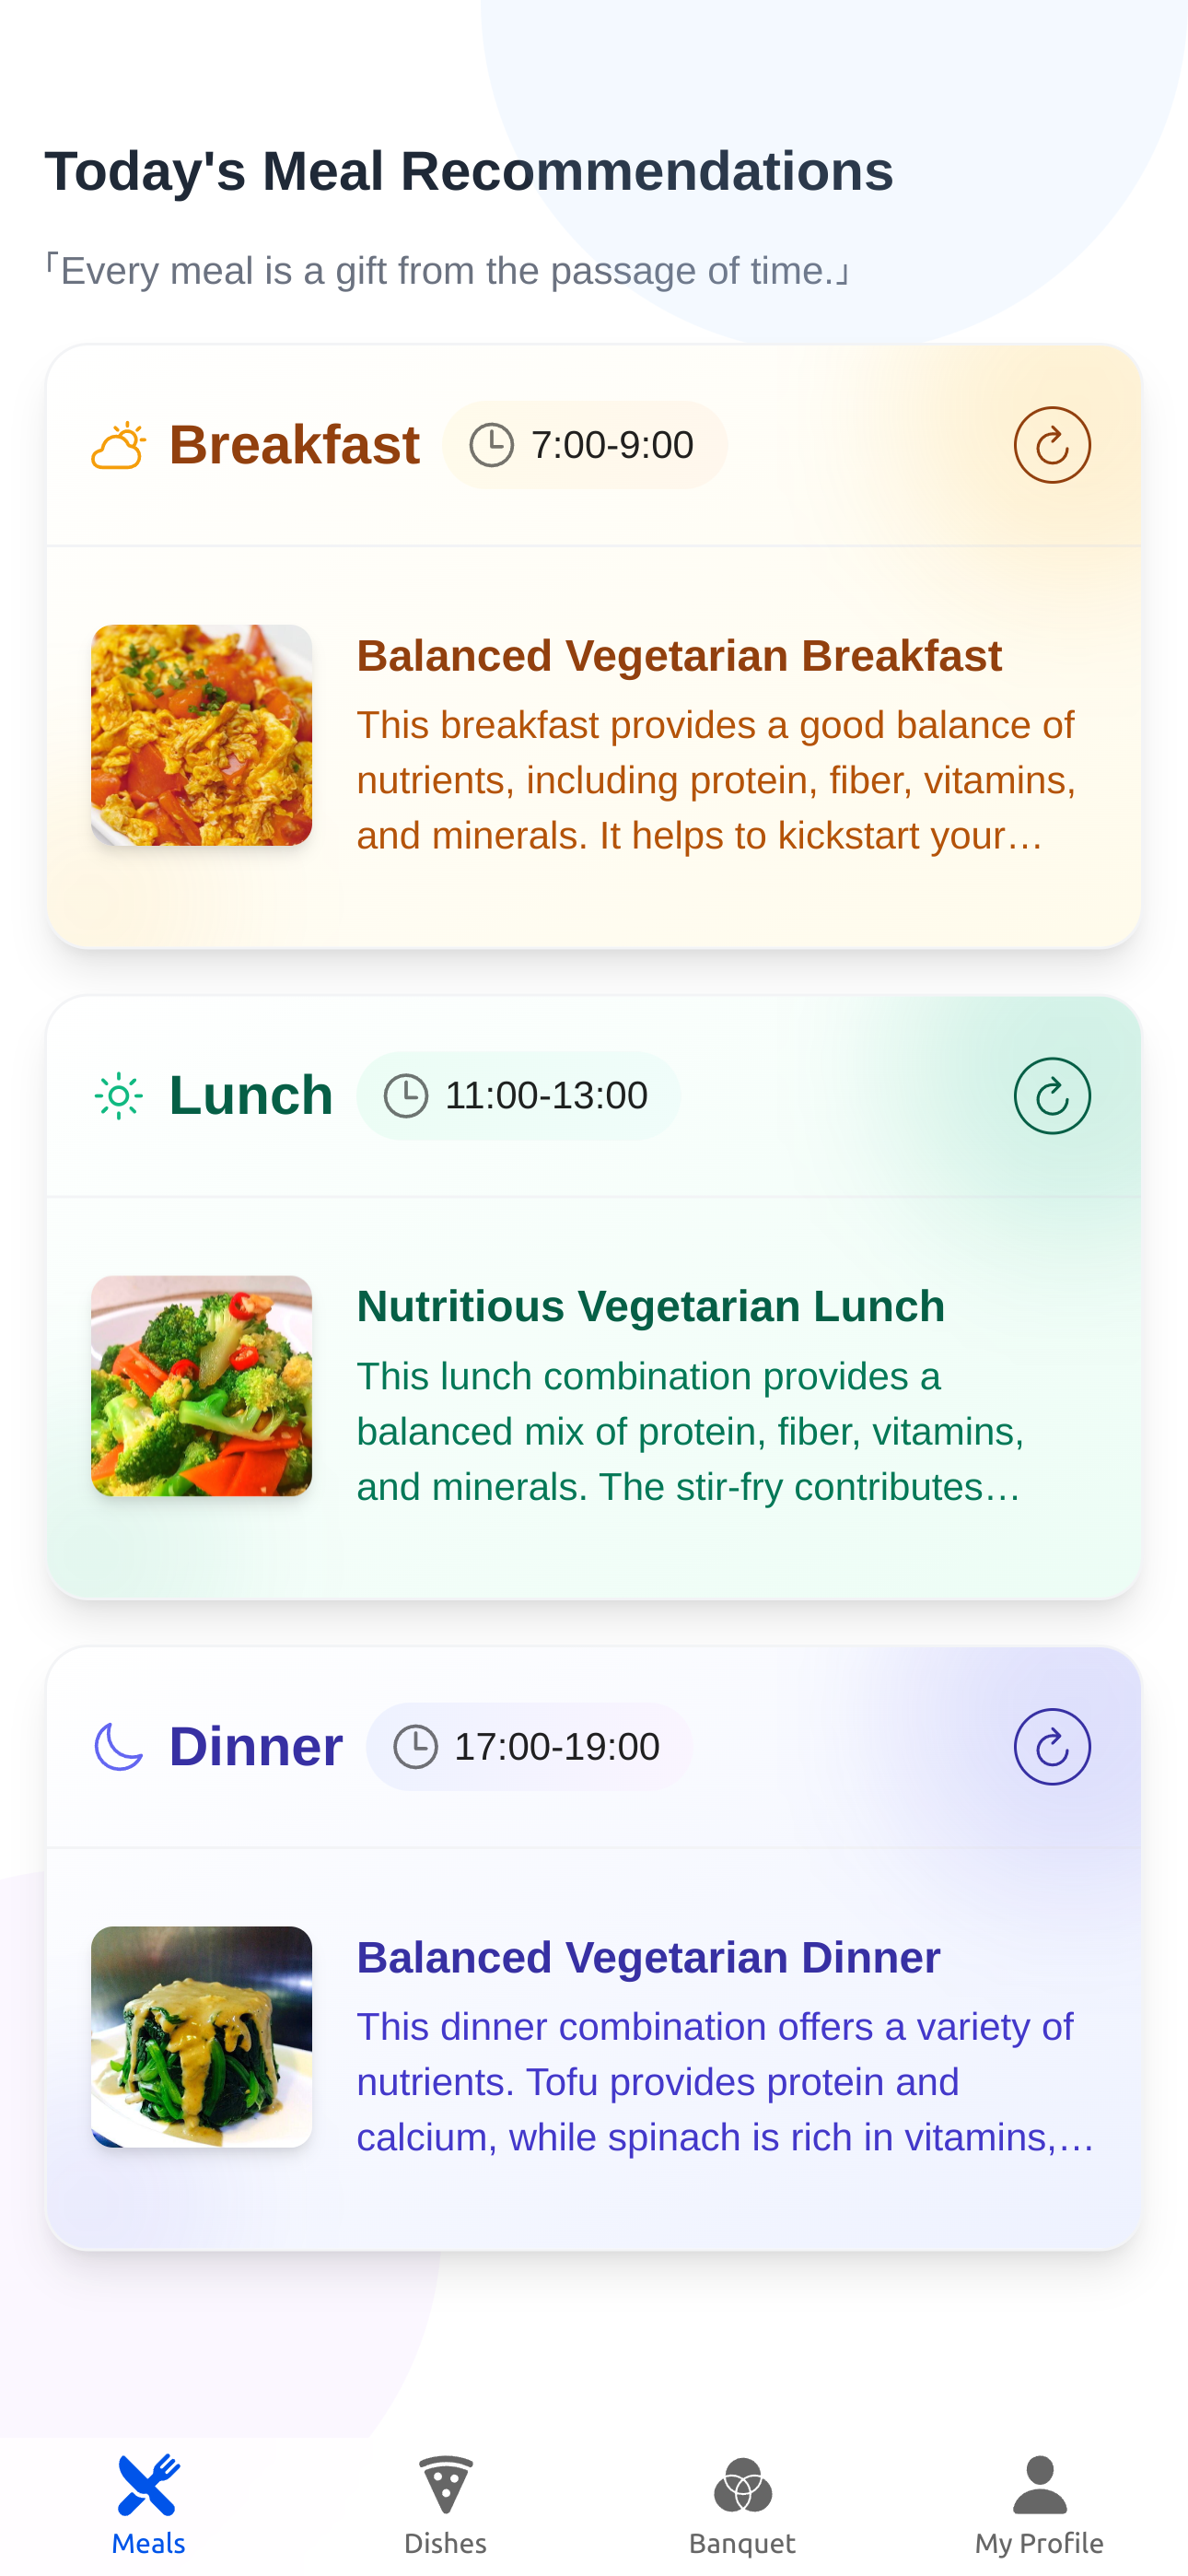 Today's Meal Recommendations
「Every meal is a gift from the passage of time.」
Breakfast
7:00-9:00
Balanced Vegetarian Breakfast
This breakfast provides a good balance of
nutrients, including protein, fiber, vitamins,
and minerals. It helps to kickstart your…
Lunch
11:00-13:00
Nutritious Vegetarian Lunch
This lunch combination provides a
balanced mix of protein, fiber, vitamins,
and minerals. The stir-fry contributes…
Dinner
17:00-19:00
Balanced Vegetarian Dinner
This dinner combination offers a variety of
nutrients. Tofu provides protein and
calcium, while spinach is rich in vitamins,…
Meals
Dishes
Banquet
My Profile